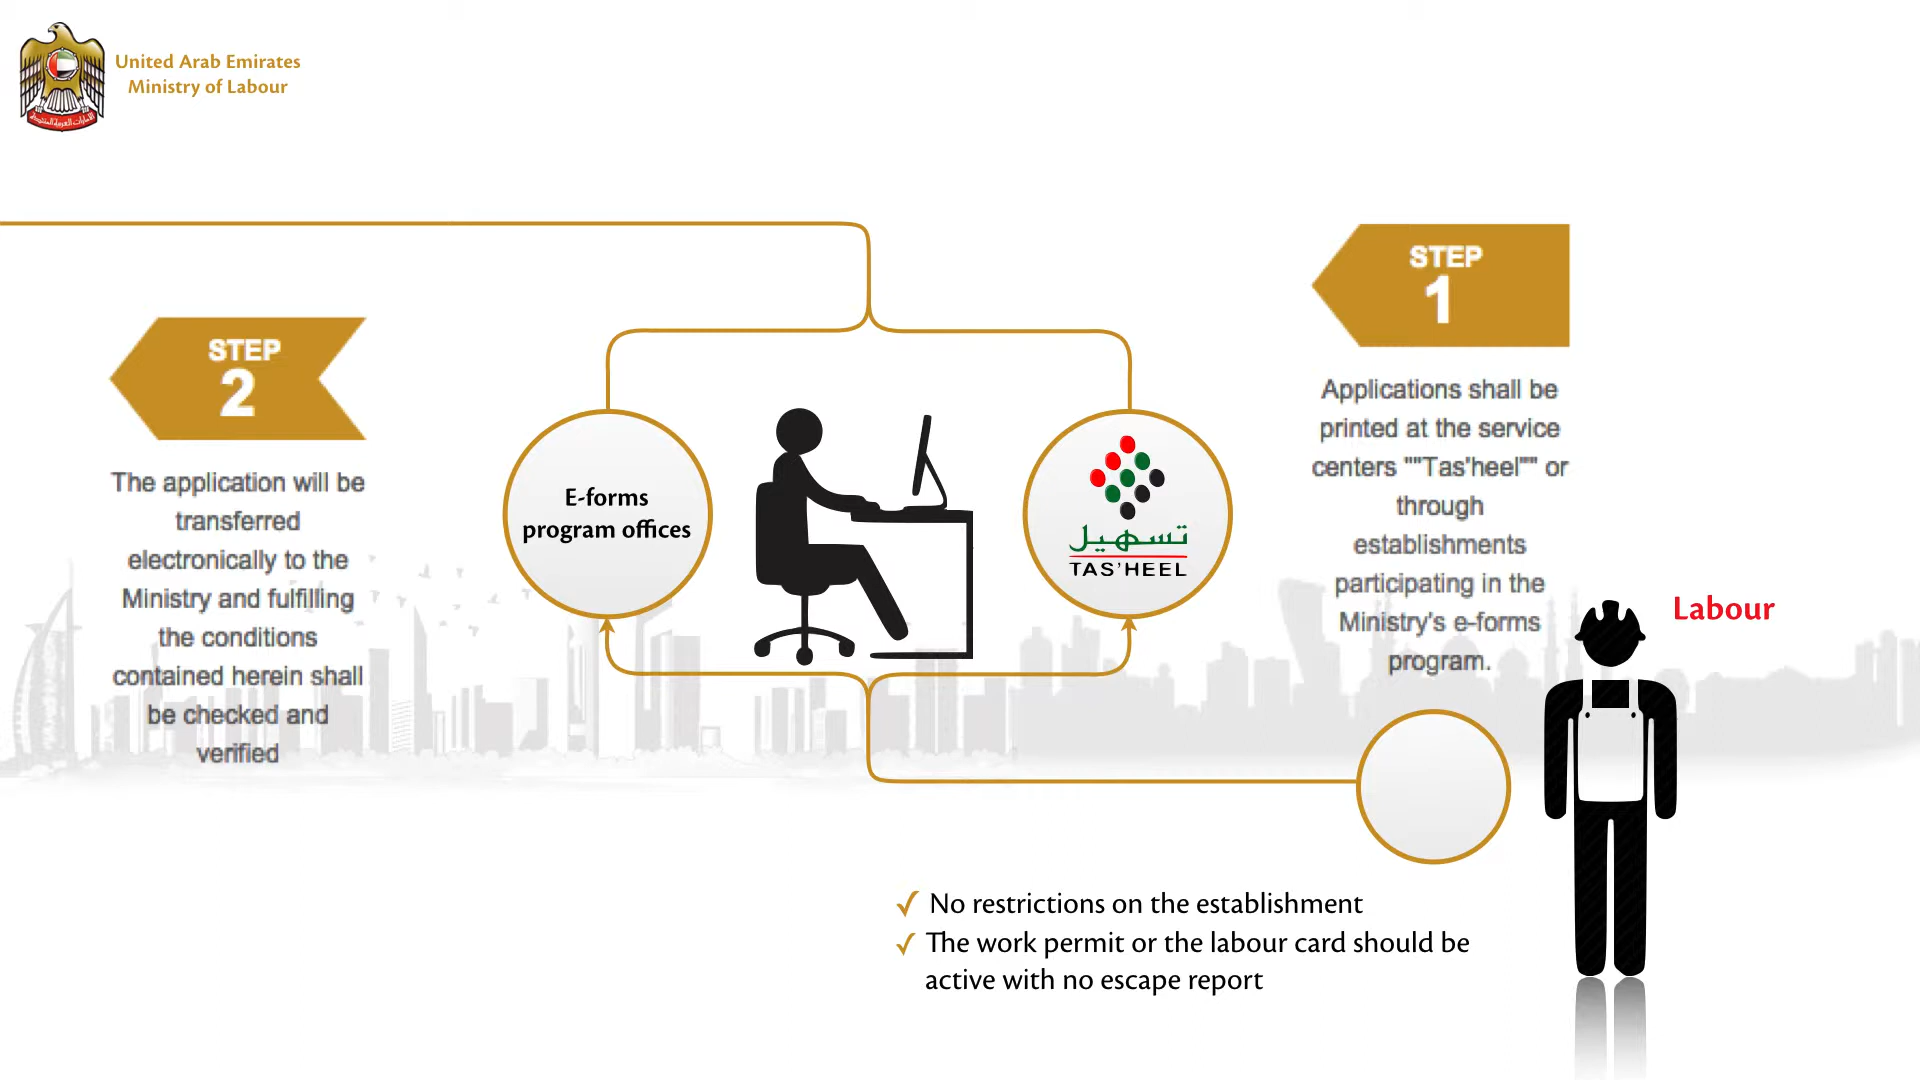 United Arab Emirates
Ministry of Labour
STEP
1
Applications shall be
printed at the service
centers ""Tas'heel"" or
through
establishments
participating in the
Ministry's e-forms
program.
STEP
2
The application will be
transferred
electronically to the
Ministry and fulfilling
the conditions
contained herein shall
be checked and
verified
E-forms
program offices
تسهيل
TAS'HEEL
Labour
✓ No restrictions on the establishment
✓ The work permit or the labour card should be
active with no escape report